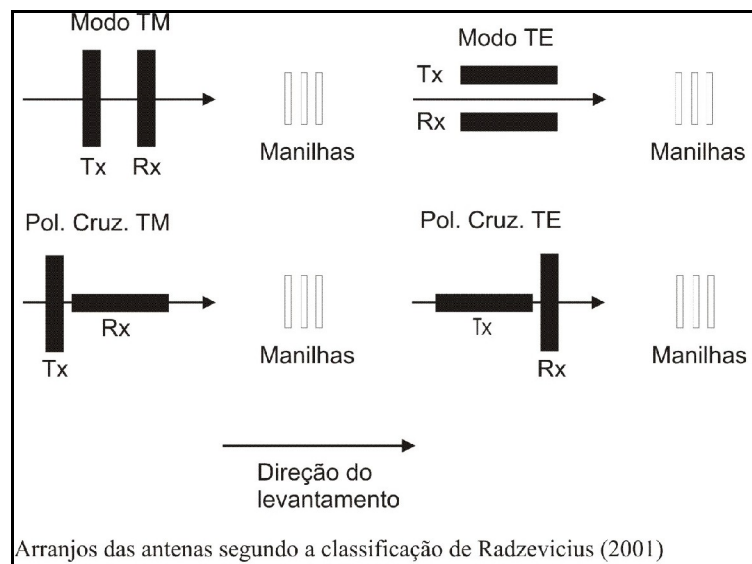 Modo TM
Modo TE
Tx
Rx
Tx Rx
Manilhas
Manilhas
Pol. Cruz. TM
Pol. Cruz. TE
Rx
Tx
Manilhas
Tx
Rx
Manilhas
Direção do
levantamento
Arranjos das antenas segundo a classificação de Radzevicius (2001)